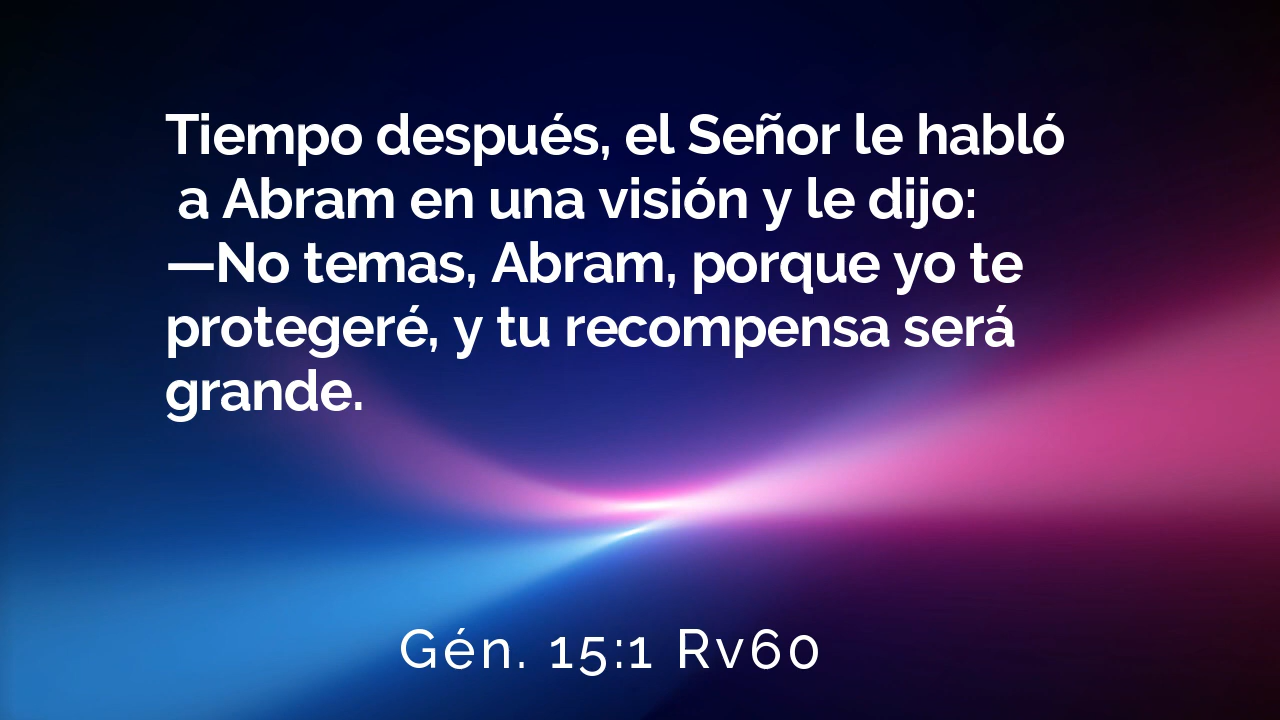 Tiempo después, el Señor le habló
a Abram en una visión y le dijo:
—No temas, Abram, porque yo te
protegeré, y tu recompensa será
grande.
Gén. 15:1 Rv60